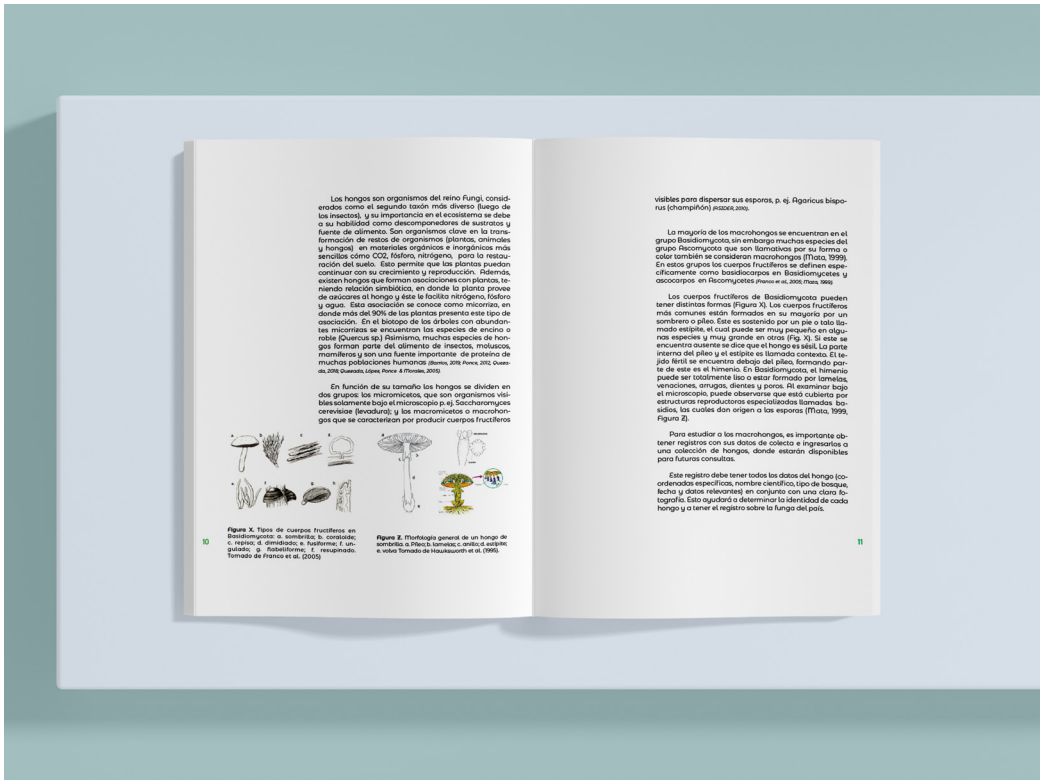 Los hongos son organismos del reino Fungi, consid-
erados como el segundo taxón más diverso (luego de
los insectos), y su importancia en el ecosistema se debe
a su habilidad como descomponedores de sustratos y
fuente de alimento. Son organismos clave en la trans-
formación de restos de organismos (plantas, animales
y hongos) en materiales orgánicos e inorgánicos más
sencillos cómo CO2, fósforo, nitrógeno, para la restau-
ración del suelo. Esto permite que las plantas puedan
continuar con su crecimiento y reproducción. Además,
existen hongos que forman asociaciones con plantas, te-
niendo relación simbiótica, en donde la planta provee
de azúcares al hongo y éste le facilita nitrógeno, fósforo
y agua. Esta asociación se conoce como micorriza, en
donde más del 90% de las plantas presenta este tipo de
asociación. En el biotopo de los árboles con abundan-
tes micorrizas se encuentran las especies de encino o
roble (Quercus sp.) Asimismo, muchas especies de hon-
gos forman parte del alimento de insectos, moluscos,
mamíferos y son una fuente importante de proteína de
muchas poblaciones humanas (Barrios, 2019; Ponce, 2012, Queza-
da, 2018; Quezada, López, Ponce & Morales, 2005).
En función de su tamaño los hongos se dividen en
dos grupos: los micromicetos, que son organismos visi-
bles solamente bajo el microscopio p. ej. Saccharomyces
cerevisiae (levadura); y los macromicetos o macrohon-
gos que se caracterizan por producir cuerpos fructíferos
a b c d
e f g h
a
c
d
e
Figura X. Tipos de cuerpos fructíferos en
Basidiomycota: a. sombrilla; b. coraloide;
c. repisa; d. dimidiado; e. fusiforme; f. un-
gulado; g. flabeliforme; f. resupinado.
Tomado de Franco et al. (2005)
Figura Z. Morfología general de un hongo de
sombrilla. a. Píleo; b. lamelas; c. anillo; d. estípite;
e. volva Tomado de Hawksworth et al. (1995).
10
visibles para dispersar sus esporas, p. ej. Agaricus bispo-
rus (champiñón) (RSIDER, 2010).
La mayoría de los macrohongos se encuentran en el
grupo Basidiomycota, sin embargo muchas especies del
grupo Ascomycota que son llamativas por su forma o
color también se consideran macrohongos (Mata, 1999).
En estos grupos los cuerpos fructíferos se definen espe-
cíficamente como basidiocarpos en Basidiomycetes y
ascocarpos en Ascomycetes (Franco et al., 2005; Mata, 1999).
Los cuerpos fructíferos de Basidiomycota pueden
tener distintas formas (Figura X). Los cuerpos fructíferos
más comunes están formados en su mayoría por un
sombrero o píleo. Éste es sostenido por un pie o talo lla-
mado estípite, el cual puede ser muy pequeño en algu-
nas especies y muy grande en otras (Fig. X). Si este se
encuentra ausente se dice que el hongo es sésil. La parte
interna del píleo y el estípite es llamada contexto. El te-
jido fértil se encuentra debajo del píleo, formando par-
te de este es el himenio. En Basidiomycota, el himenio
puede ser totalmente liso o estar formado por lamelas,
venaciones, arrugas, dientes y poros. Al examinar bajo
el microscopio, puede observarse que está cubierta por
estructuras reproductoras especializadas llamadas ba-
sidios, las cuales dan origen a las esporas (Mata, 1999,
Figura Z).
Para estudiar a los macrohongos, es importante ob-
tener registros con sus datos de colecta e ingresarlos a
una colección de hongos, donde estarán disponibles
para futuras consultas.
Este registro debe tener todos los datos del hongo (co-
ordenadas específicas, nombre científico, tipo de bosque,
fecha y datos relevantes) en conjunto con una clara fo-
tografía. Esto ayudará a determinar la identidad de cada
hongo y a tener el registro sobre la funga del país.
11